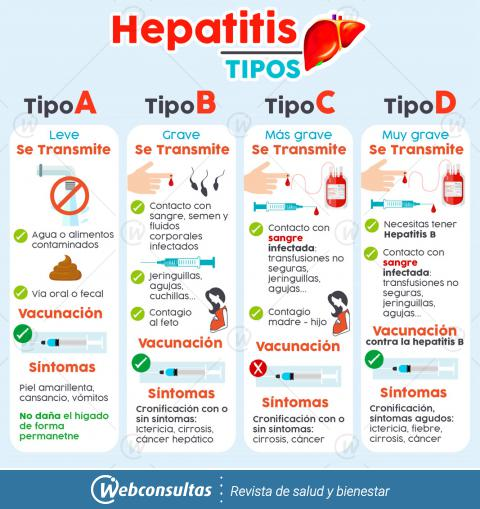 Hepatitis
TIPOS
Tipo A
Leve
Se Transmite
Agua o alimentos
contaminados
Vía oral o fecal
Vacunación
Síntomas
Piel amarillenta,
cansancio, vómitos
No daña el hígado
de forma
permanetne
Tipo B
Grave
Se Transmite
Contacto con
sangre, semen y
fluidos
corporales
infectados
Jeringuillas,
agujas,
cuchillas...
Contagio
al feto
Vacunación
Síntomas
Cronificación con o
sin síntomas:
ictericia, cirrosis,
cáncer hepático
Tipo C
Más grave
Se Transmite
Contacto con
sangre
infectada:
transfusiones no
seguras,
jeringuillas,
agujas...
Contagio
madre - hijo
Vacunación
Síntomas
Cronificación con o
sin síntomas:
cirrosis, cáncer
Tipo D
Muy grave
Se Transmite
Necesitas tener
Hepatitis B
Contacto con
sangre
infectada:
transfusiones no
seguras,
jeringuillas,
agujas...
Vacunación
contra la hepatitis B
Síntomas
Cronificación,
síntomas agudos:
ictericia, fiebre,
cirrosis, cáncer
Webconsultas Revista de salud y bienestar